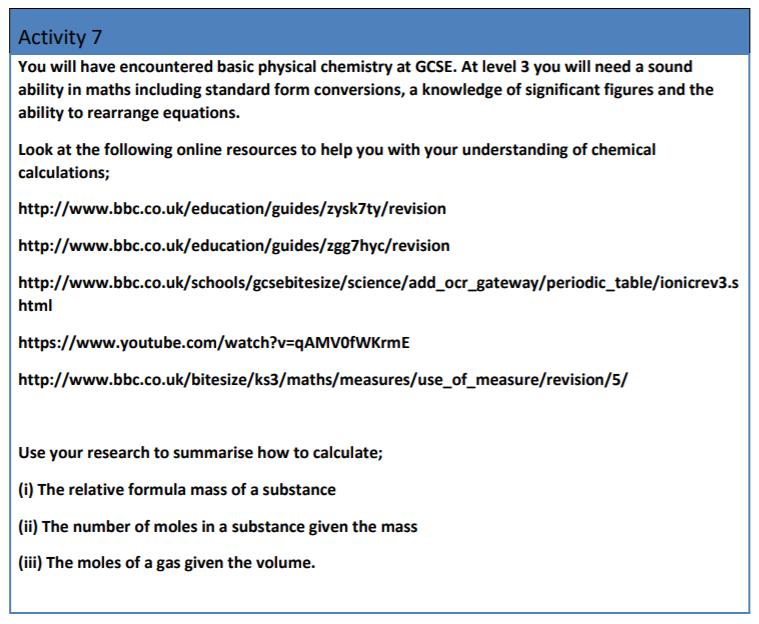 Activity 7
You will have encountered basic physical chemistry at GCSE. At level 3 you will need a sound
ability in maths including standard form conversions, a knowledge of significant figures and the
ability to rearrange equations.
Look at the following online resources to help you with your understanding of chemical
calculations;
http://www.bbc.co.uk/education/guides/zysk7ty/revision
http://www.bbc.co.uk/education/guides/zgg7hyc/revision
http://www.bbc.co.uk/schools/gcsebitesize/science/add_ocr_gateway/periodic_table/ionicrev3.s
html
https://www.youtube.com/watch?v=qAMV0fWKrmE
http://www.bbc.co.uk/bitesize/ks3/maths/measures/use_of_measure/revision/5/
Use your research to summarise how to calculate;
(i) The relative formula mass of a substance
(ii) The number of moles in a substance given the mass
(iii) The moles of a gas given the volume.